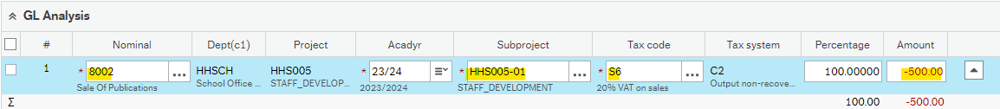 GL Analysis
# Nominal Dept(c1) Project Acadyr Subproject Tax code Tax system Percentage Amount
1 * 8002 ... HHSCH HHS005 * 23/24 * HHS005-01 ... * S6 ... C2 100.00000 -500.00
Sale Of Publications School Office ... STAFF_DEVELOP... 2023/2024 STAFF_DEVELOPMENT 20% VAT on sales Output non-recove...
Σ 100.00 -500.00